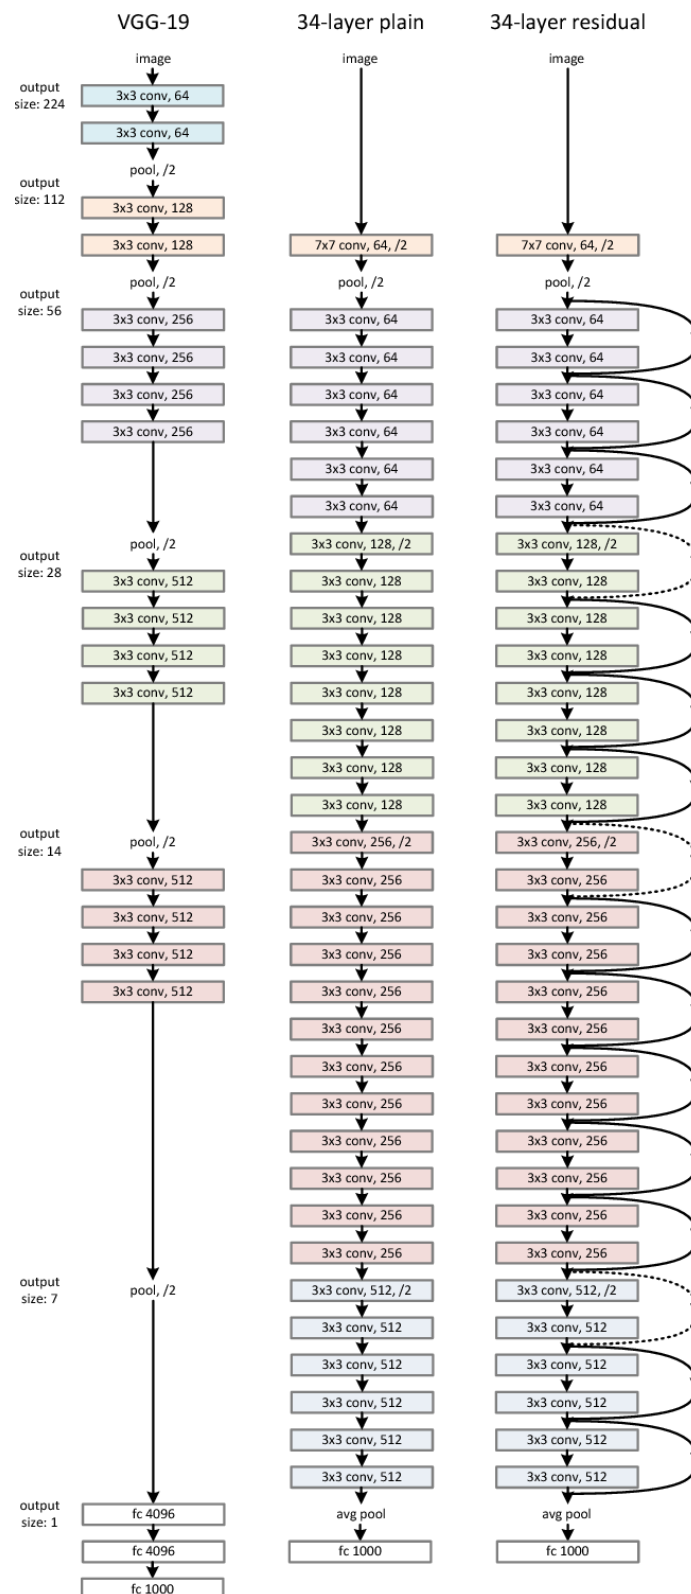 VGG-19
34-layer plain
34-layer residual
output
size: 224
output
size: 112
output
size: 56
output
size: 28
output
size: 14
output
size: 7
output
size: 1
image
3x3 conv, 64
3x3 conv, 64
pool, /2
3x3 conv, 128
3x3 conv, 128
pool, /2
3x3 conv, 256
3x3 conv, 256
3x3 conv, 256
3x3 conv, 256
pool, /2
3x3 conv, 512
3x3 conv, 512
3x3 conv, 512
3x3 conv, 512
pool, /2
3x3 conv, 512
3x3 conv, 512
3x3 conv, 512
3x3 conv, 512
pool, /2
fc 4096
fc 4096
fc 1000
image
7x7 conv, 64, /2
pool, /2
3x3 conv, 64
3x3 conv, 64
3x3 conv, 64
3x3 conv, 64
3x3 conv, 64
3x3 conv, 64
3x3 conv, 128, /2
3x3 conv, 128
3x3 conv, 128
3x3 conv, 128
3x3 conv, 128
3x3 conv, 128
3x3 conv, 128
3x3 conv, 128
3x3 conv, 256, /2
3x3 conv, 256
3x3 conv, 256
3x3 conv, 256
3x3 conv, 256
3x3 conv, 256
3x3 conv, 256
3x3 conv, 256
3x3 conv, 256
3x3 conv, 256
3x3 conv, 256
3x3 conv, 256
3x3 conv, 512, /2
3x3 conv, 512
3x3 conv, 512
3x3 conv, 512
3x3 conv, 512
3x3 conv, 512
avg pool
fc 1000
image
7x7 conv, 64, /2
pool, /2
3x3 conv, 64
3x3 conv, 64
3x3 conv, 64
3x3 conv, 64
3x3 conv, 64
3x3 conv, 64
3x3 conv, 128, /2
3x3 conv, 128
3x3 conv, 128
3x3 conv, 128
3x3 conv, 128
3x3 conv, 128
3x3 conv, 128
3x3 conv, 128
3x3 conv, 256, /2
3x3 conv, 256
3x3 conv, 256
3x3 conv, 256
3x3 conv, 256
3x3 conv, 256
3x3 conv, 256
3x3 conv, 256
3x3 conv, 256
3x3 conv, 256
3x3 conv, 256
3x3 conv, 256
3x3 conv, 512, /2
3x3 conv, 512
3x3 conv, 512
3x3 conv, 512
3x3 conv, 512
3x3 conv, 512
avg pool
fc 1000